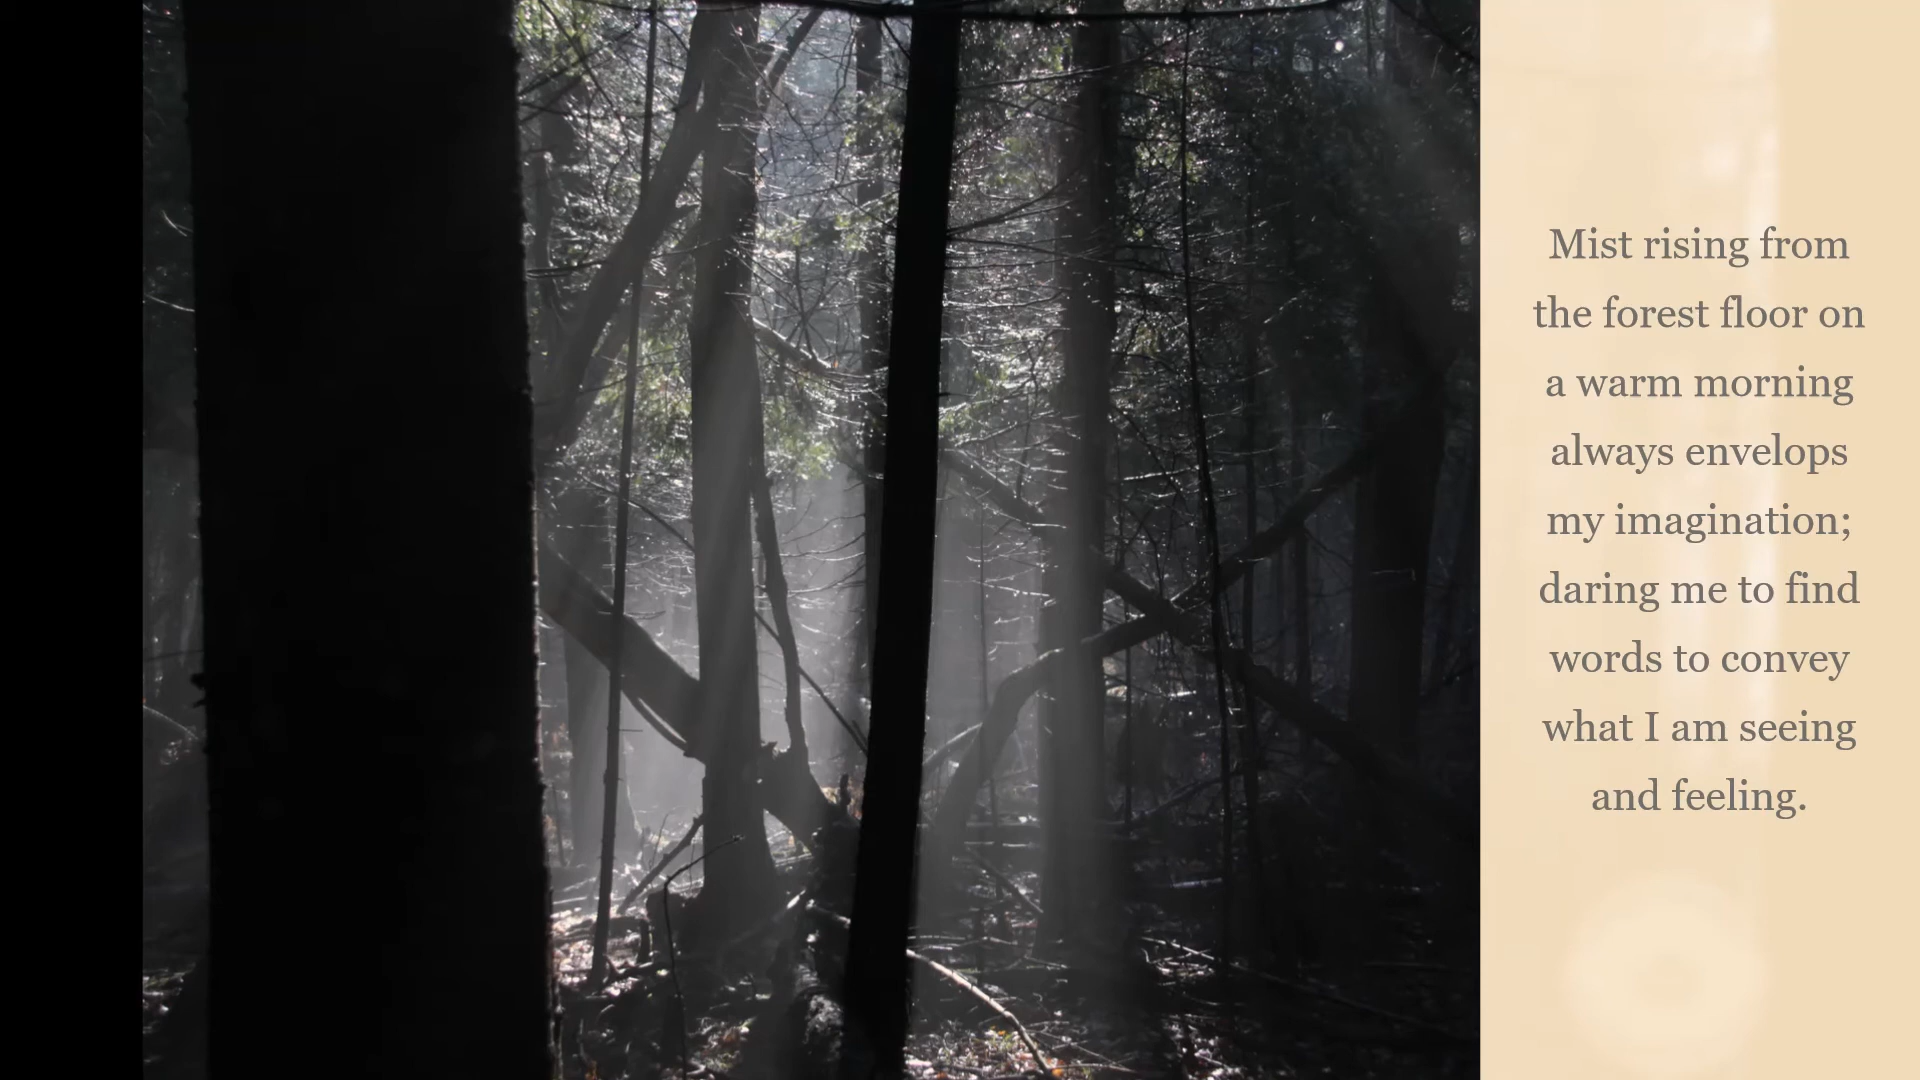 Mist rising from
the forest floor on
a warm morning
always envelops
my imagination;
daring me to find
words to convey
what I am seeing
and feeling.